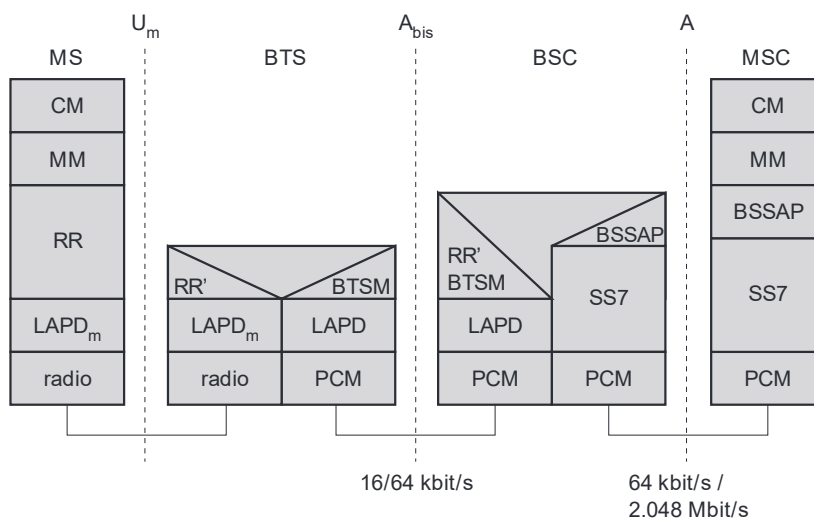 Um Abis A
MS BTS BSC MSC
CM CM
MM MM
RR BSSAP
RR' BTSM RR' BTSM BSSAP SS7 SS7
LAPDm LAPDm LAPD LAPD
radio radio PCM PCM PCM PCM
16/64 kbit/s 64 kbit/s /
2.048 Mbit/s